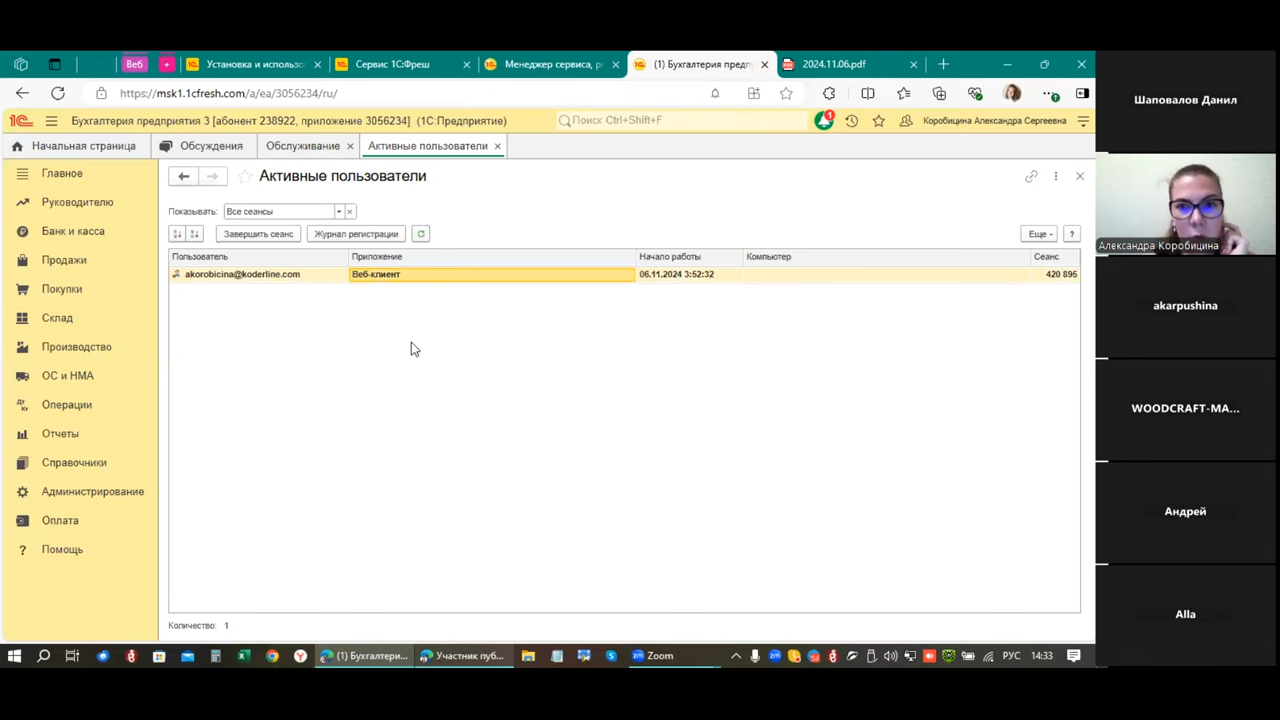 Веб
Установка и использо
Сервис 1С:Фреш
Менеджер сервиса, р
(1) Бухгалтерия предп
2024.11.06.pdf
https://msk1.1cfresh.com/a/ea/3056234/ru/
Бухгалтерия предприятия 3 [абонент 238922, приложение 3056234] (1С:Предприятие)
Поиск Ctrl+Shift+F
1
Коробицина Александра Сергеевна
Начальная страница
Обсуждения
Обслуживание
Активные пользователи
Главное
Руководителю
Банк и касса
Продажи
Покупки
Склад
Производство
ОС и НМА
Операции
Отчеты
Справочники
Администрирование
Оплата
Помощь
Активные пользователи
Показывать: Все сеансы
Завершить сеанс
Журнал регистрации
Еще
?
Пользователь Приложение Начало работы Компьютер Сеанс
akorobicina@koderline.com Веб-клиент 06.11.2024 3:52:32 420 895
Количество: 1
Шаповалов Данил
Александра Коробицина
akarpushina
WOODCRAFT-MA...
Андрей
Alla
(1) Бухгалтери...
Участник пуб...
Zoom
РУС
14:33